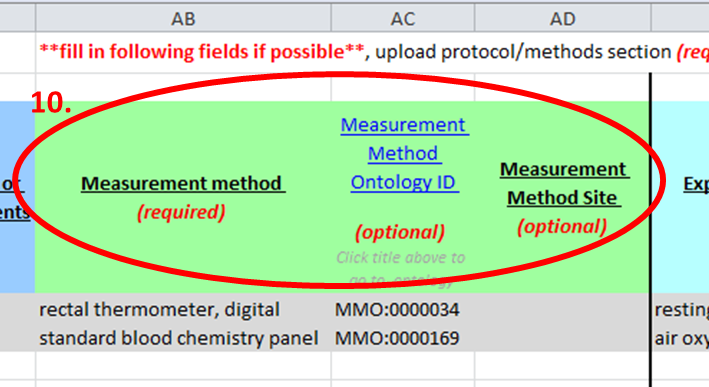 AB AC AD
**fill in following fields if possible**, upload protocol/methods section (req
10.
or
ents
Measurement method
(required)
Measurement
Method
Ontology ID
(optional)
Click title above to
go to ontology
Measurement
Method Site
(optional)
Exp
rectal thermometer, digital MMO:0000034 resting
standard blood chemistry panel MMO:0000169 air oxy